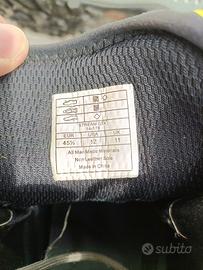 EUR USA UK
45½ 12 11
All Man Made Materials
Non Leather Sole
Made in China
subito